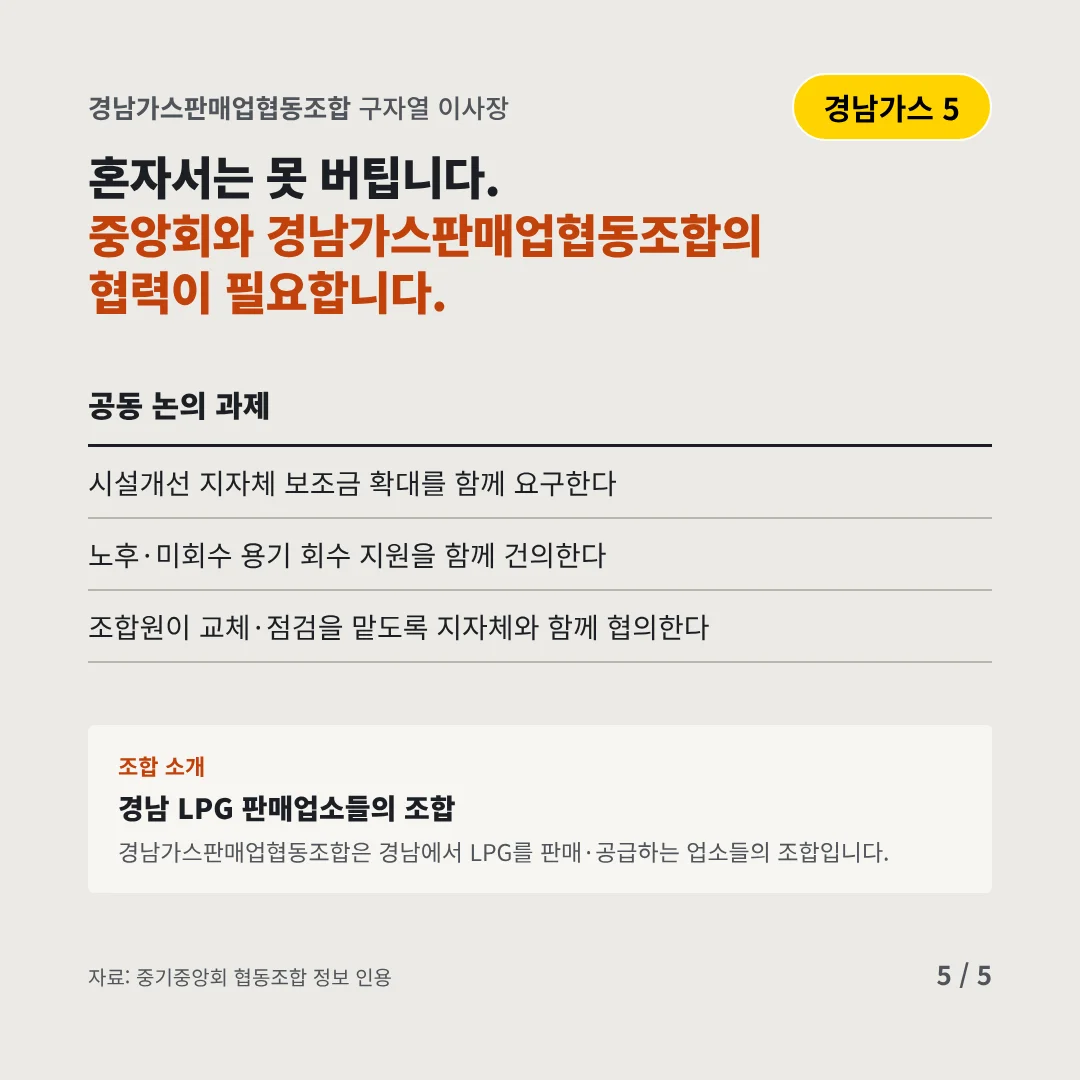 경남가스판매업협동조합 구자열 이사장
경남가스 5
혼자서는 못 버팁니다.
중앙회와 경남가스판매업협동조합의
협력이 필요합니다.
공동 논의 과제
시설개선 지자체 보조금 확대를 함께 요구한다
노후·미회수 용기 회수 지원을 함께 건의한다
조합원이 교체·점검을 맡도록 지자체와 함께 협의한다
조합 소개
경남 LPG 판매업소들의 조합
경남가스판매업협동조합은 경남에서 LPG를 판매·공급하는 업소들의 조합입니다.
자료: 중기중앙회 협동조합 정보 인용
5 / 5